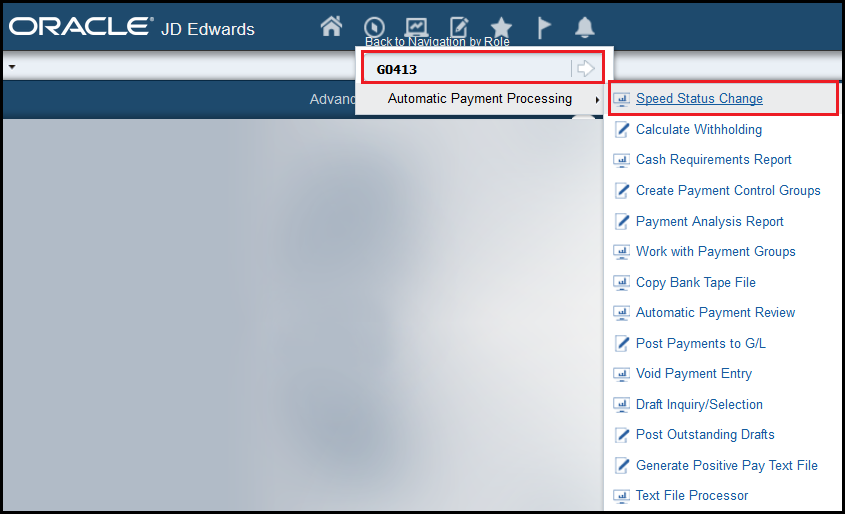 ORACLE® JD Edwards
Back to Navigation by Role
G0413
Advanc
Automatic Payment Processing
Speed Status Change
Calculate Withholding
Cash Requirements Report
Create Payment Control Groups
Payment Analysis Report
Work with Payment Groups
Copy Bank Tape File
Automatic Payment Review
Post Payments to G/L
Void Payment Entry
Draft Inquiry/Selection
Post Outstanding Drafts
Generate Positive Pay Text File
Text File Processor